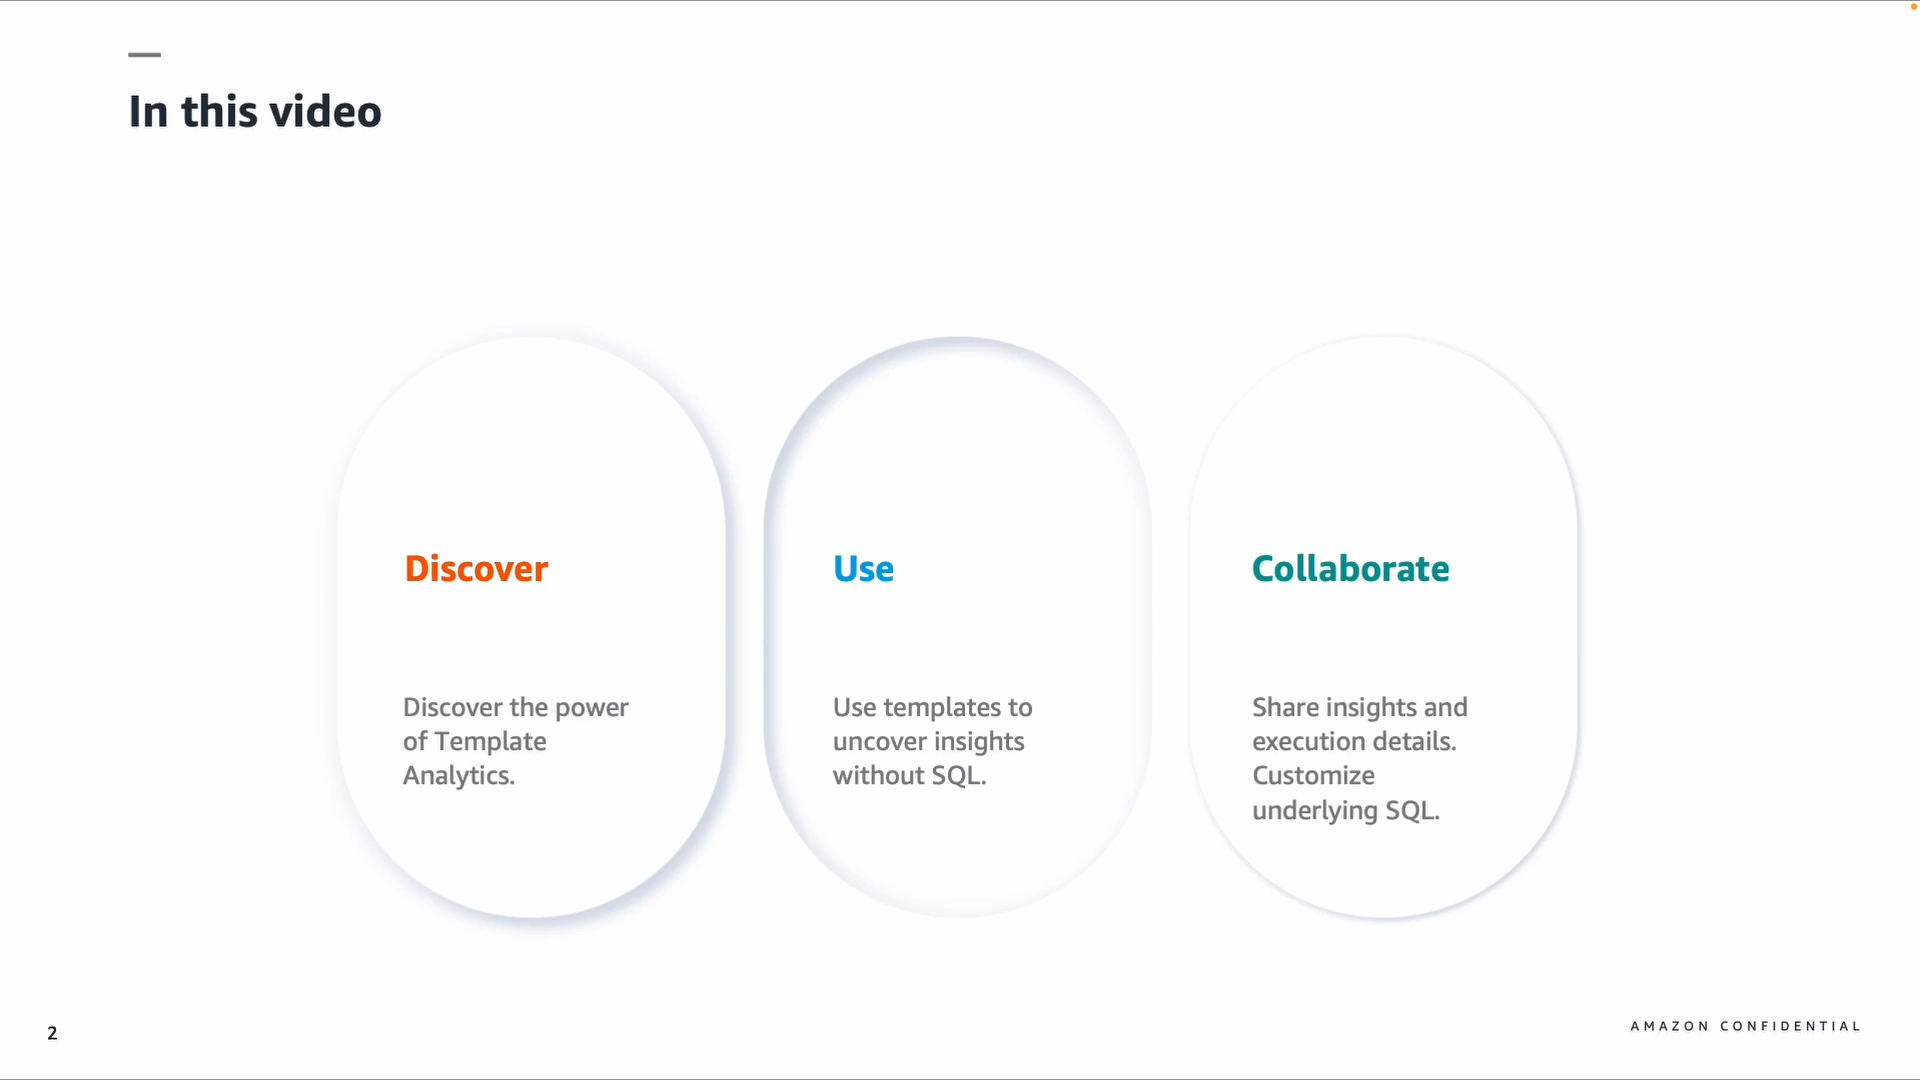 In this video
Discover
Discover the power
of Template
Analytics.
Use
Use templates to
uncover insights
without SQL.
Collaborate
Share insights and
execution details.
Customize
underlying SQL.
2
AMAZON CONFIDENTIAL